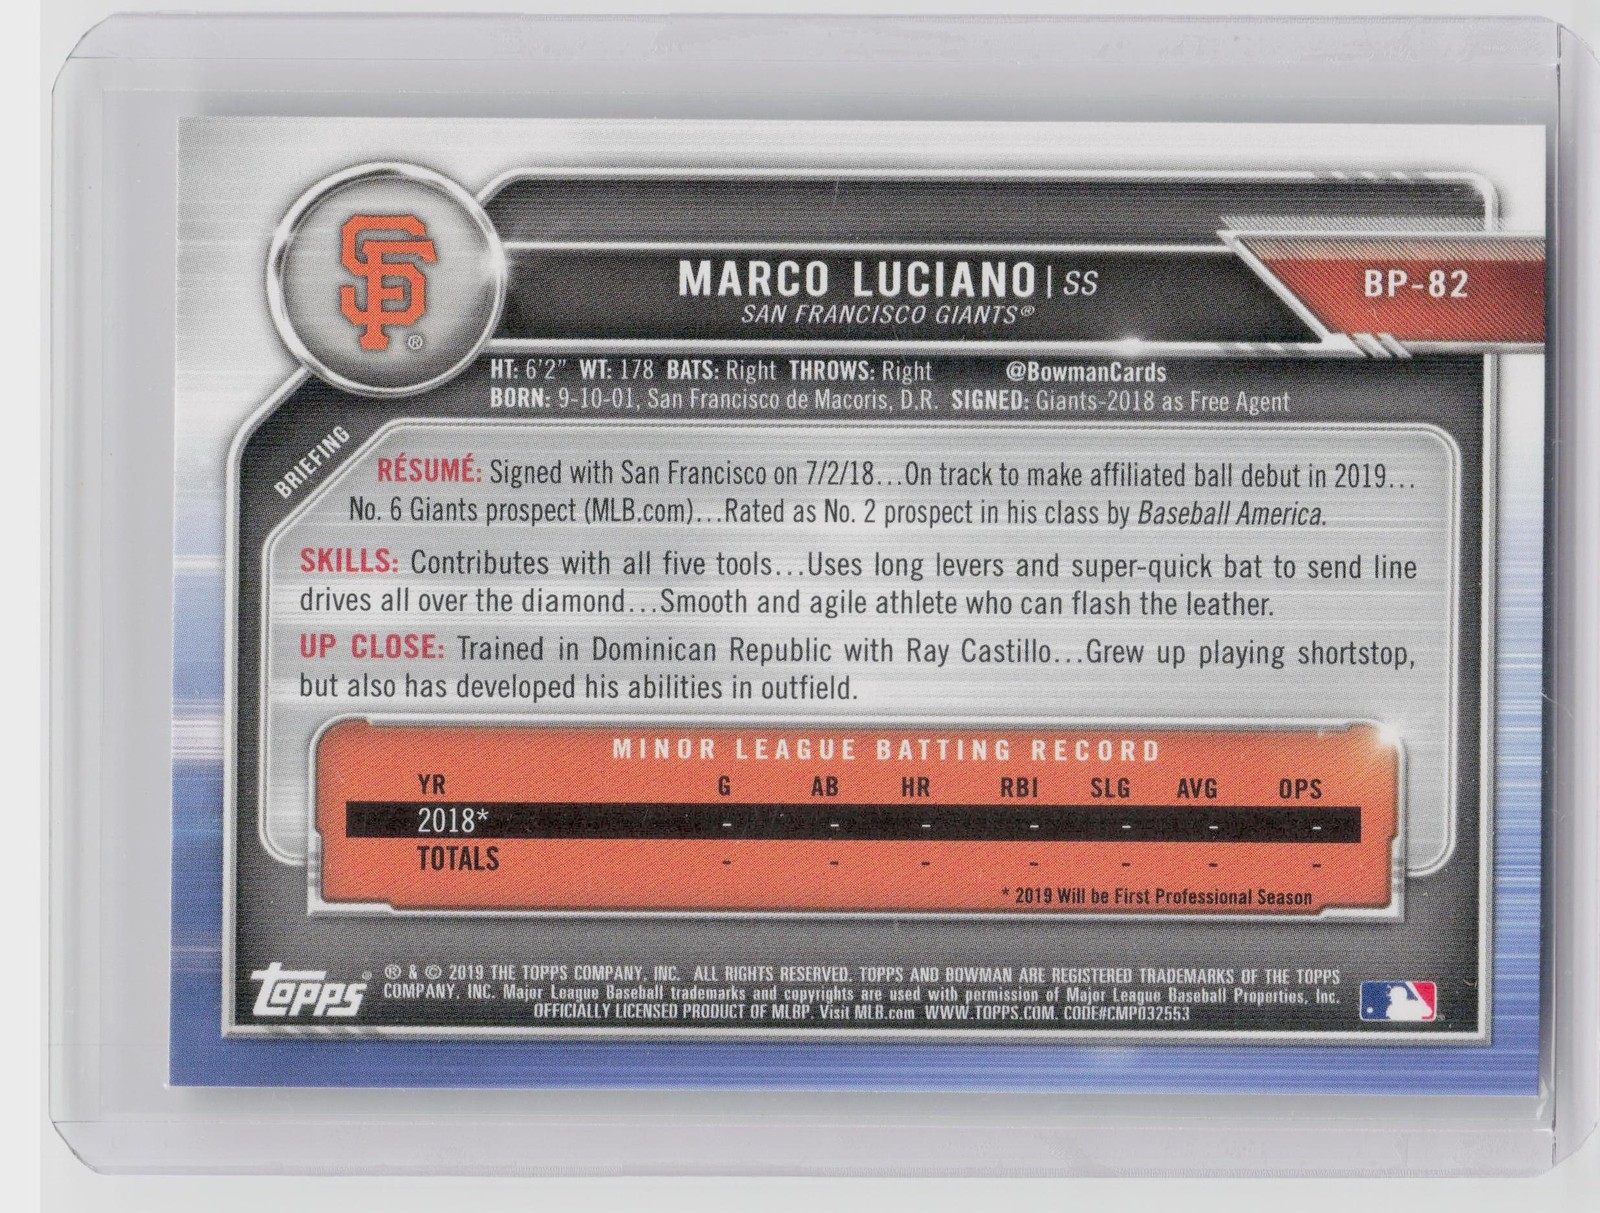 SF ®
MARCO LUCIANO | SS
BP-82
SAN FRANCISCO GIANTS®
HT: 6'2" WT: 178 BATS: Right THROWS: Right @BowmanCards
BORN: 9-10-01, San Francisco de Macoris, D.R. SIGNED: Giants-2018 as Free Agent
BRIEFING
RÉSUMÉ: Signed with San Francisco on 7/2/18...On track to make affiliated ball debut in 2019...
No. 6 Giants prospect (MLB.com)...Rated as No. 2 prospect in his class by Baseball America.
SKILLS: Contributes with all five tools...Uses long levers and super-quick bat to send line
drives all over the diamond...Smooth and agile athlete who can flash the leather.
UP CLOSE: Trained in Dominican Republic with Ray Castillo...Grew up playing shortstop,
but also has developed his abilities in outfield.
MINOR LEAGUE BATTING RECORD
YR G AB HR RBI SLG AVG OPS
2018* - - - - - - -
TOTALS - - - - - - -
* 2019 Will be First Professional Season
topps®
® & © 2019 THE TOPPS COMPANY, INC. ALL RIGHTS RESERVED. TOPPS AND BOWMAN ARE REGISTERED TRADEMARKS OF THE TOPPS
COMPANY, INC. Major League Baseball trademarks and copyrights are used with permission of Major League Baseball Properties, Inc.
OFFICIALLY LICENSED PRODUCT OF MLBP. Visit MLB.com WWW.TOPPS.COM. CODE#CMP032553